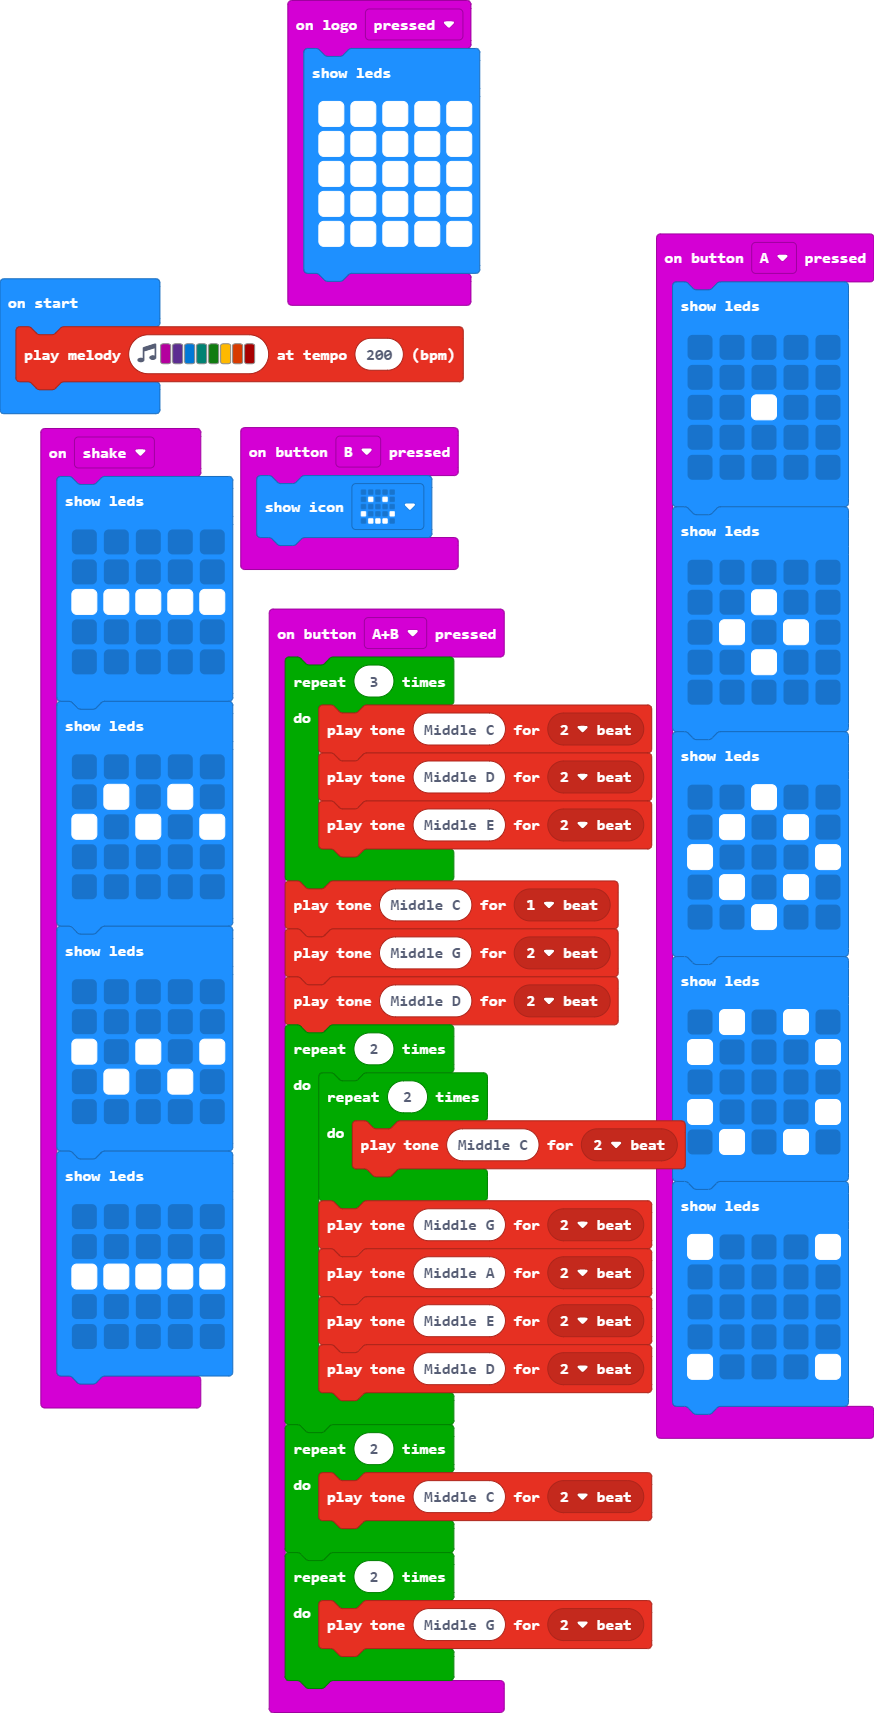 on logo pressed
show leds
on start
play melody at tempo 200 (bpm)
on shake
show leds
show leds
show leds
show leds
on button B pressed
show icon
on button A+B pressed
repeat 3 times
do
play tone Middle C for 2 beat
play tone Middle D for 2 beat
play tone Middle E for 2 beat
play tone Middle C for 1 beat
play tone Middle G for 2 beat
play tone Middle D for 2 beat
repeat 2 times
do
repeat 2 times
do
play tone Middle C for 2 beat
play tone Middle G for 2 beat
play tone Middle A for 2 beat
play tone Middle E for 2 beat
play tone Middle D for 2 beat
repeat 2 times
do
play tone Middle C for 2 beat
repeat 2 times
do
play tone Middle G for 2 beat
on button A pressed
show leds
show leds
show leds
show leds
show leds